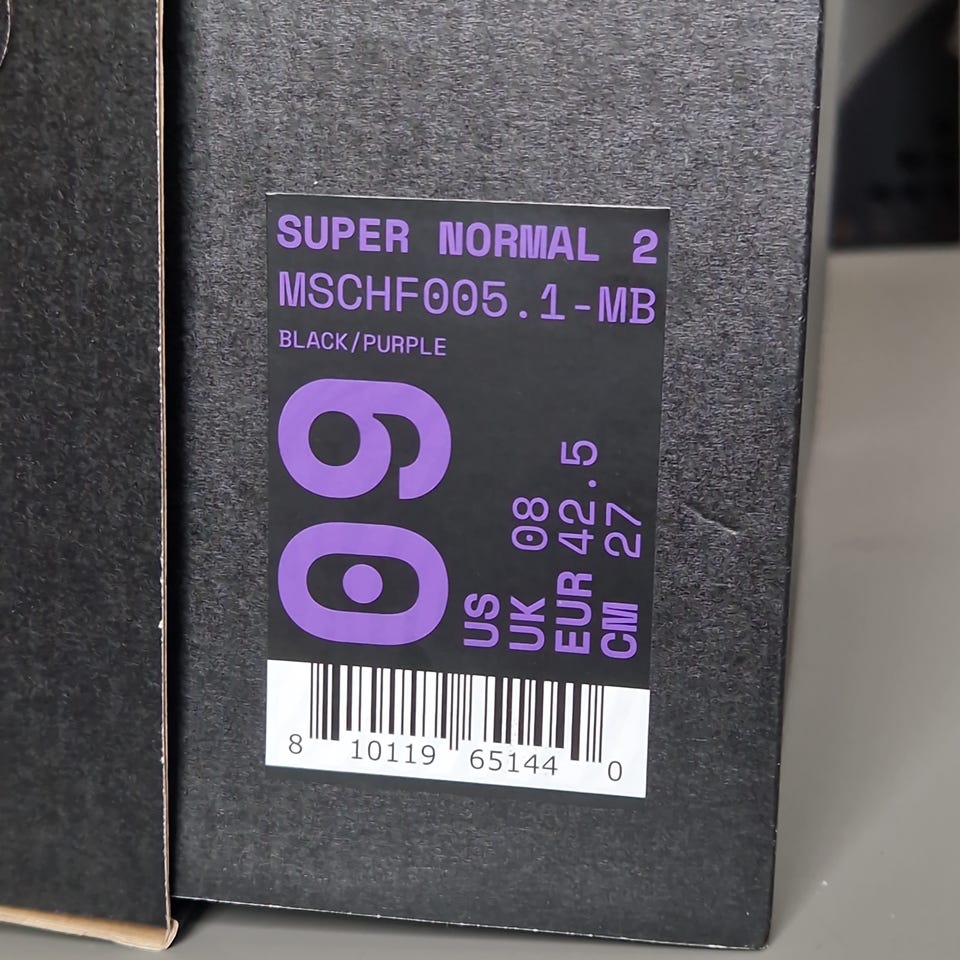 SUPER NORMAL 2
MSCHF005.1-MB
BLACK/PURPLE
09
US
UK 08
EUR 42.5
CM 27
8 10119 65144 0